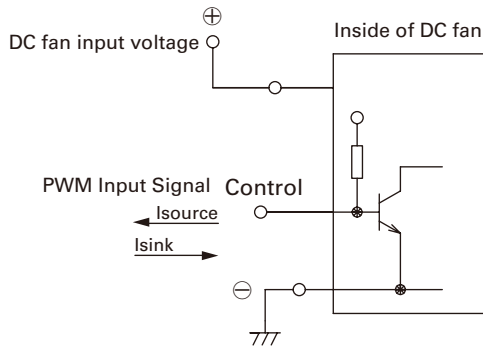 ⊕
Inside of DC fan
DC fan input voltage
PWM Input Signal Control
Isource
Isink
⊖